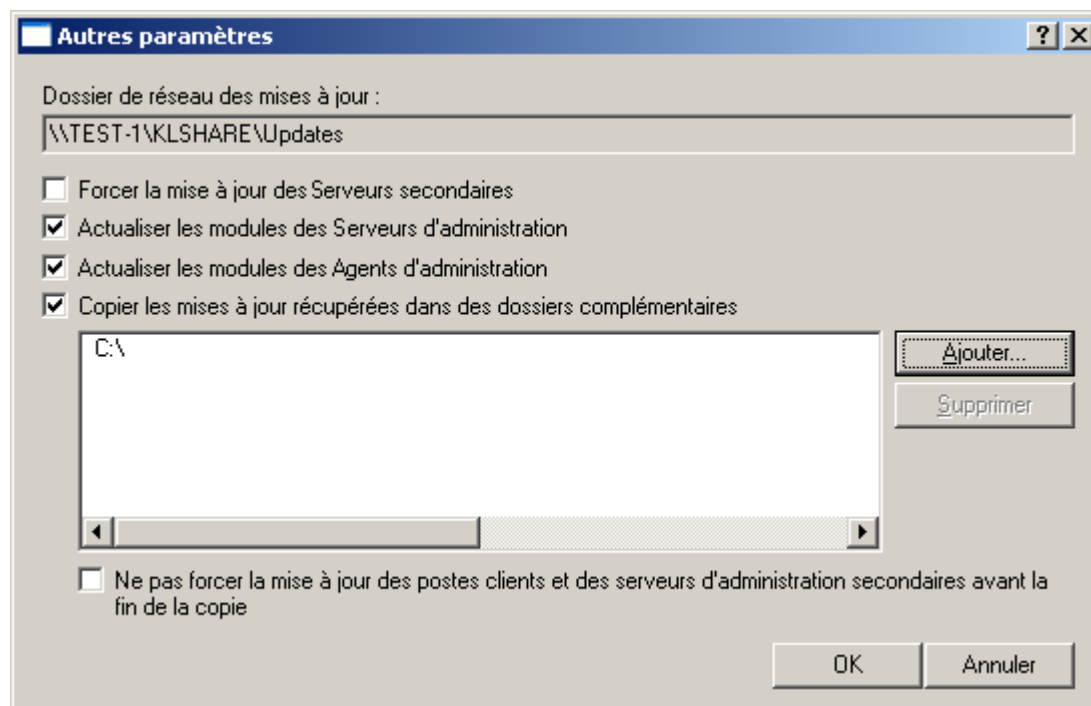 Autres paramètres
Dossier de réseau des mises à jour :
\\TEST-1\KLSHARE\Updates
Forcer la mise à jour des Serveurs secondaires
Actualiser les modules des Serveurs d'administration
Actualiser les modules des Agents d'administration
Copier les mises à jour récupérées dans des dossiers complémentaires
C:\
Ajouter...
Supprimer
Ne pas forcer la mise à jour des postes clients et des serveurs d'administration secondaires avant la
fin de la copie
OK
Annuler